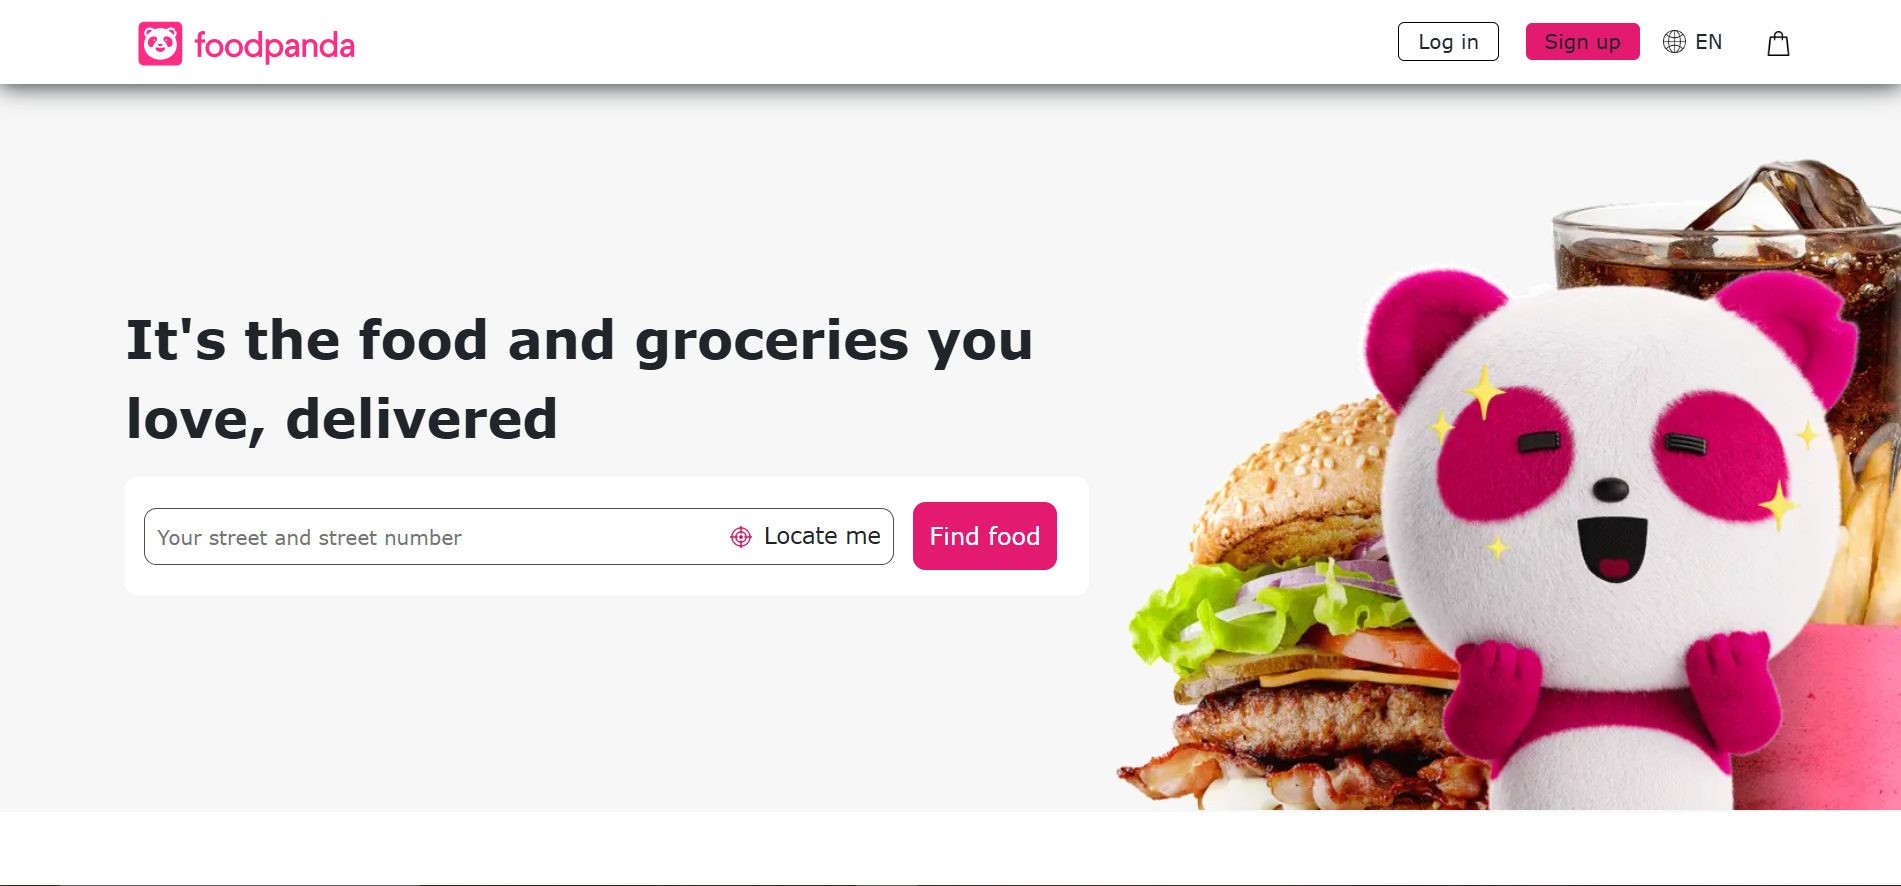 foodpanda
Log in
Sign up
EN
It's the food and groceries you
love, delivered
Your street and street number
Locate me
Find food